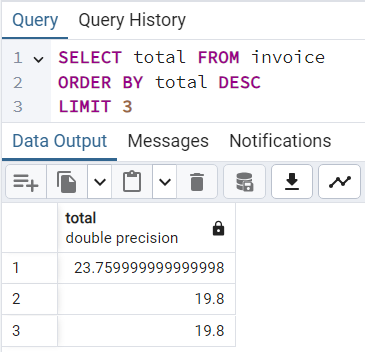 Query Query History
1 SELECT total FROM invoice
2 ORDER BY total DESC
3 LIMIT 3
Data Output Messages Notifications
total
double precision
1 23.759999999999998
2 19.8
3 19.8